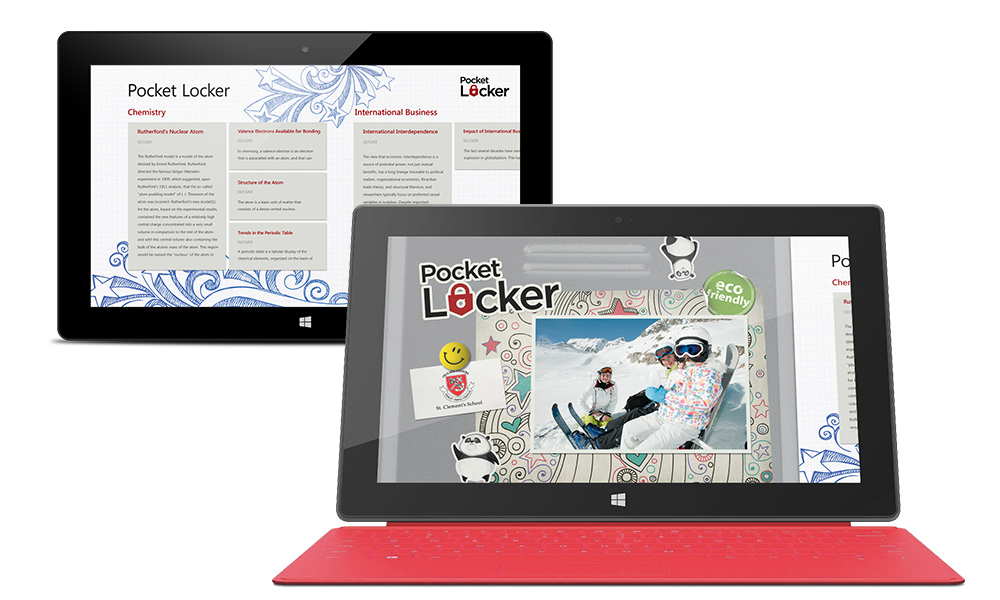 Pocket Locker
Pocket
Locker
Chemistry
International Business
Rutherford's Nuclear Atom
02/13/03
The Rutherford model is a model of the atom
devised by Ernest Rutherford. Rutherford
directed the famous Geiger-Marsden
experiment in 1909, which suggested, upon
Rutherford's 1911 analysis, that the so called
"plum pudding model" of J. J. Thomson of the
atom was incorrect. Rutherford's new model[1]
for the atom, based on the experimental results,
contained the new features of a relatively high
central charge concentrated into a very small
volume in comparison to the rest of the atom
and with this central volume also containing the
bulk of the atomic mass of the atom. This region
would be named the "nucleus" of the atom in
Valence Electrons Available for Bonding
02/13/03
In chemistry, a valence electron is an electron
that is associated with an atom, and that can
Structure of the Atom
02/13/03
The atom is a basic unit of matter that
consists of a dense central nucleus.
Trends in the Periodic Table
02/13/03
A periodic table is a tabular display of the
chemical elements, organized on the basis of
International Interdependence
02/13/03
The view that economic interdependence is a
source of potential power, not just mutual
benefits, has a long lineage traceable to political
realism, organizational economics, Ricardian
trade theory, and structural Marxism, and
researchers typically focus on preferred causal
variables in isolation. Despite important
Impact of International Bus
02/13/03
The last several decades have
explosion in globalization. This ha
Pocket
Locker
eco
friendly
St. Clement's School
Po
Cher